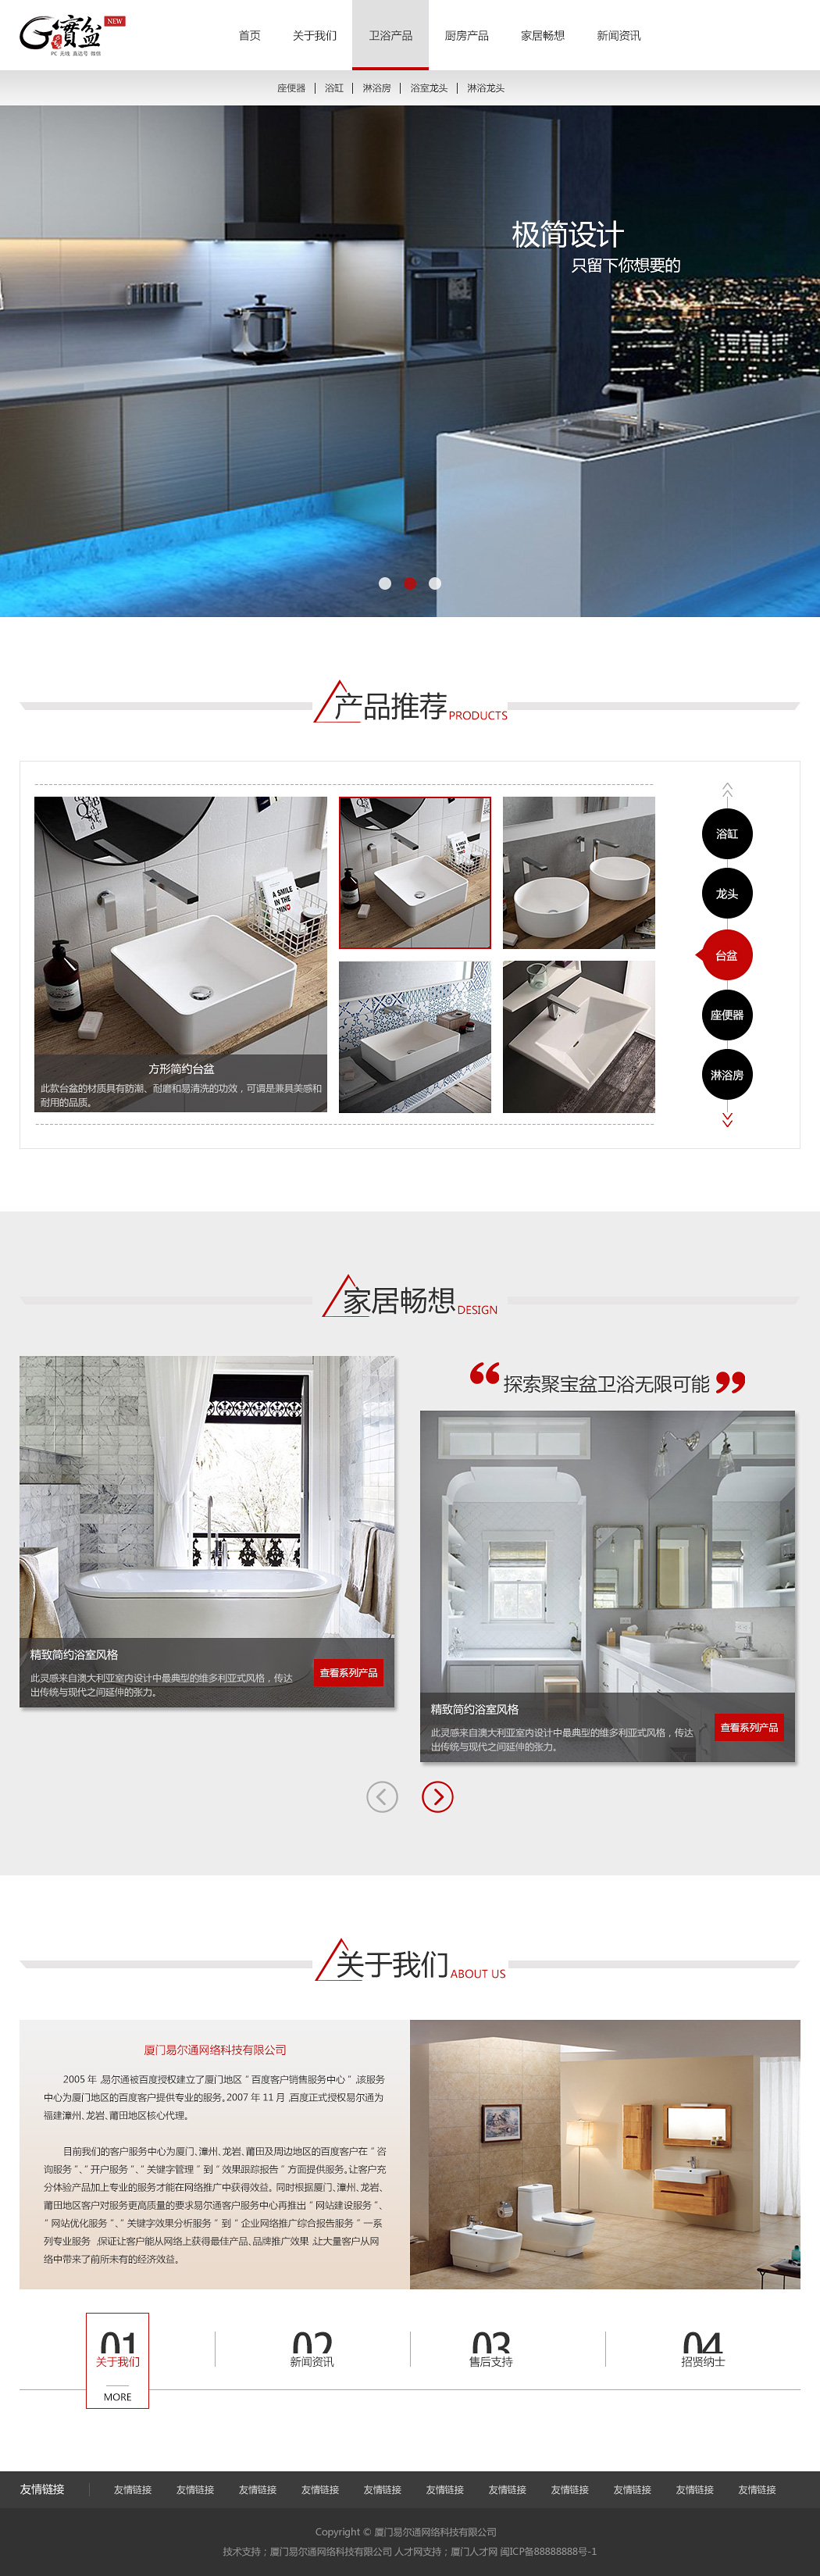 G寶盆 NEW
PC 无线 直达号 微信
首页 关于我们 卫浴产品 厨房产品 家居畅想 新闻资讯
座便器 浴缸 淋浴房 浴室龙头 淋浴龙头
极简设计
只留下你想要的
产品推荐 PRODUCTS
A SMILE
IN THE
MIND
方形简约台盆
此款台盆的材质具有防潮、耐磨和易清洗的功效，可谓是兼具美感和
耐用的品质。
浴缸
龙头
台盆
座便器
淋浴房
家居畅想 DESIGN
“ 探索聚宝盆卫浴无限可能 ”
精致简约浴室风格
此灵感来自澳大利亚室内设计中最典型的维多利亚式风格，传达
出传统与现代之间延伸的张力。
查看系列产品
精致简约浴室风格
此灵感来自澳大利亚室内设计中最典型的维多利亚式风格，传达
出传统与现代之间延伸的张力。
查看系列产品
关于我们 ABOUT US
厦门易尔通网络科技有限公司
2005 年 ,易尔通被百度授权建立了厦门地区“百度客户销售服务中心”,该服务
中心为厦门地区的百度客户提供专业的服务。2007 年 11 月 ,百度正式授权易尔通为
福建漳州、龙岩、莆田地区核心代理。
目前我们的客户服务中心为厦门、漳州、龙岩、莆田及周边地区的百度客户在“咨
询服务”、“开户服务”、“关键字管理”到“效果跟踪报告”方面提供服务。让客户充
分体验产品加上专业的服务才能在网络推广中获得效益。同时根据厦门、漳州、龙岩、
莆田地区客户对服务更高质量的要求易尔通客户服务中心再推出“网站建设服务”、
“网站优化服务”、“关键字效果分析服务”到“企业网络推广综合报告服务”一系
列专业服务 ,保证让客户能从网络上获得最佳产品、品牌推广效果 ,让大量客户从网
络中带来了前所未有的经济效益。
01 02 03 04
关于我们 新闻资讯 售后支持 招贤纳士
MORE
友情链接 友情链接 友情链接 友情链接 友情链接 友情链接 友情链接 友情链接 友情链接 友情链接 友情链接 友情链接
Copyright © 厦门易尔通网络科技有限公司
技术支持；厦门易尔通网络科技有限公司 人才网支持；厦门人才网 闽ICP备88888888号-1